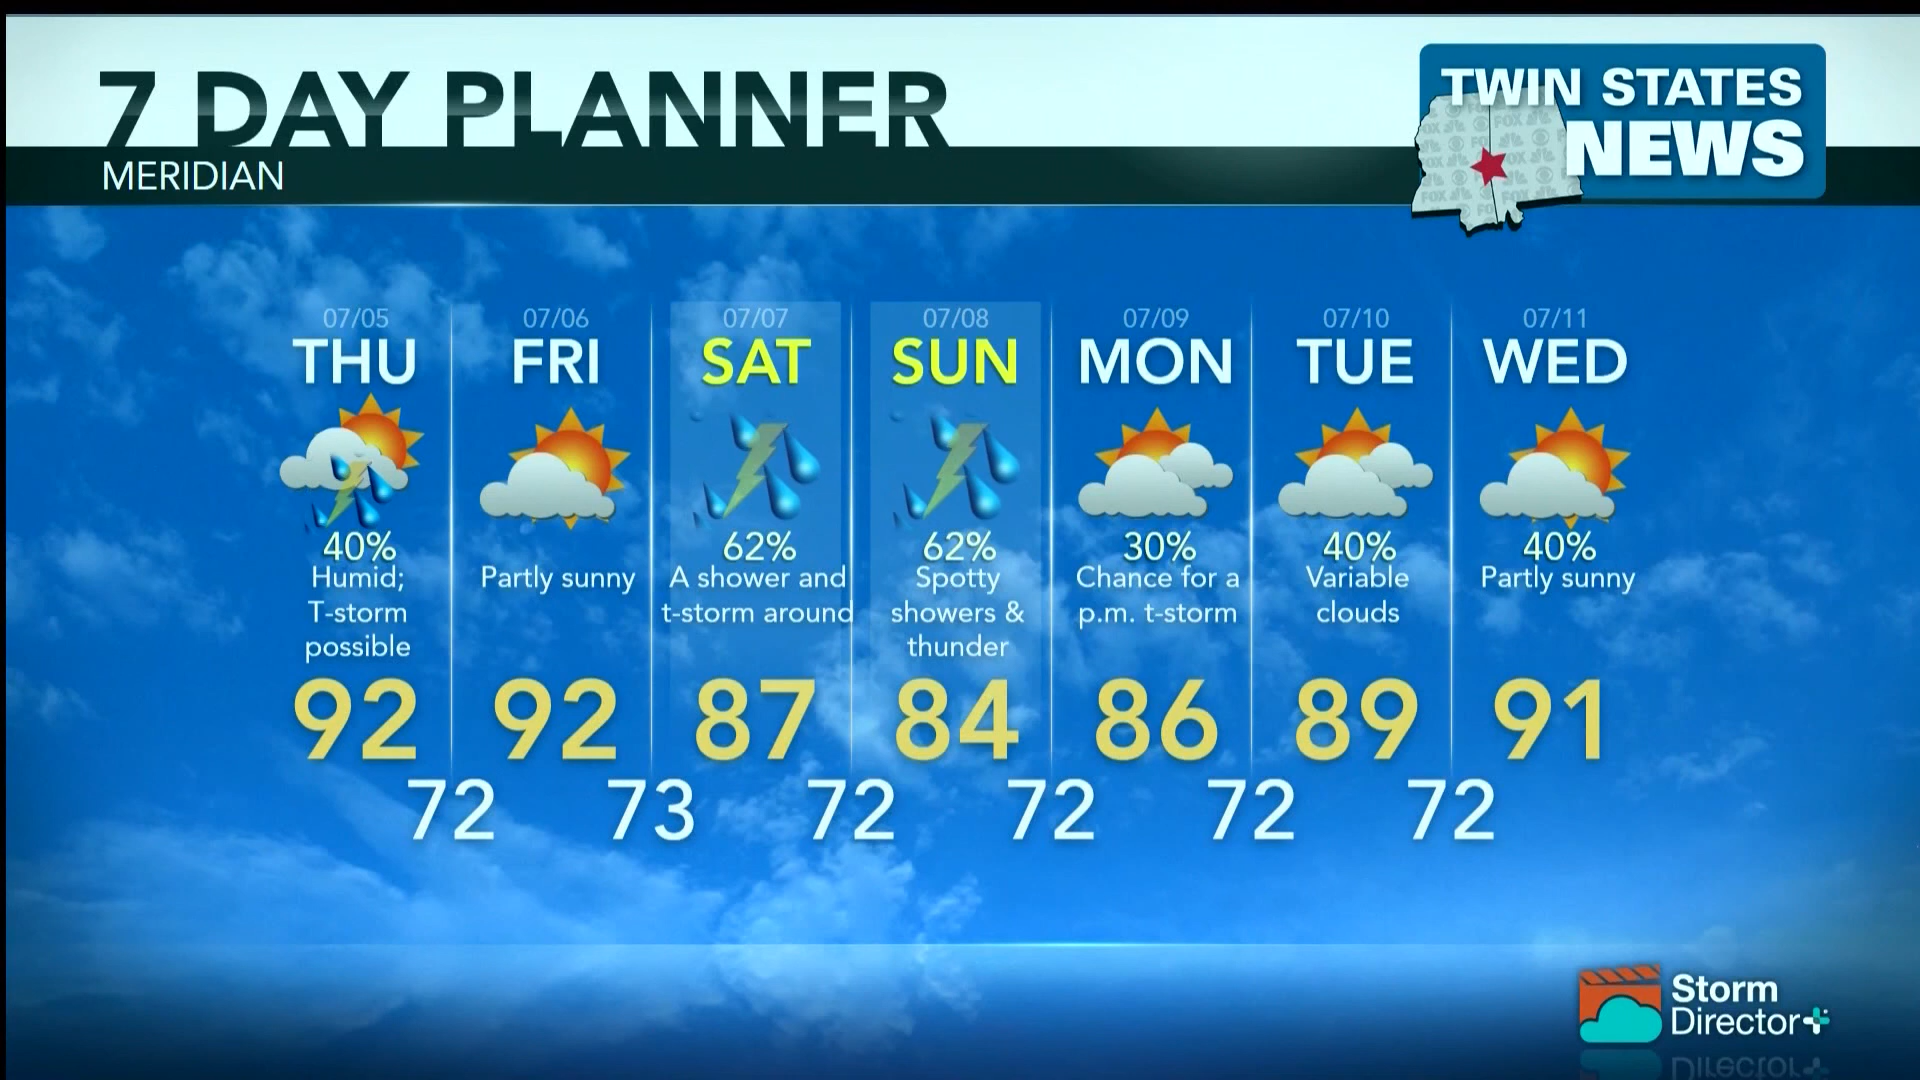 7 DAY PLANNER
MERIDIAN
TWIN STATES
NEWS
07/05
THU
40%
Humid;
T-storm
possible
92
07/06
FRI
Partly sunny
92
07/07
SAT
62%
A shower and
t-storm around
87
07/08
SUN
62%
Spotty
showers &
thunder
84
07/09
MON
30%
Chance for a
p.m. t-storm
86
07/10
TUE
40%
Variable
clouds
89
07/11
WED
40%
Partly sunny
91
72 73 72 72 72 72
Storm
Director+